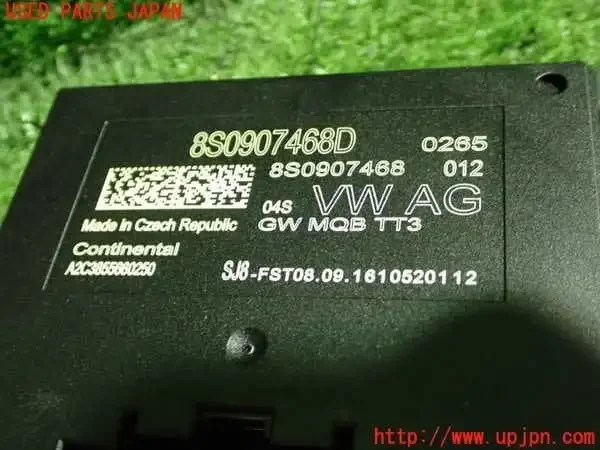 USED PARTS JAPAN
8S0907468D 0265
8S0907468 012
04S VW AG
Made in Czech Republic GW MQB TT3
Continental
A2C3855860250 SJ8-FST08.09.1610520112
http://www.upjpn.com/